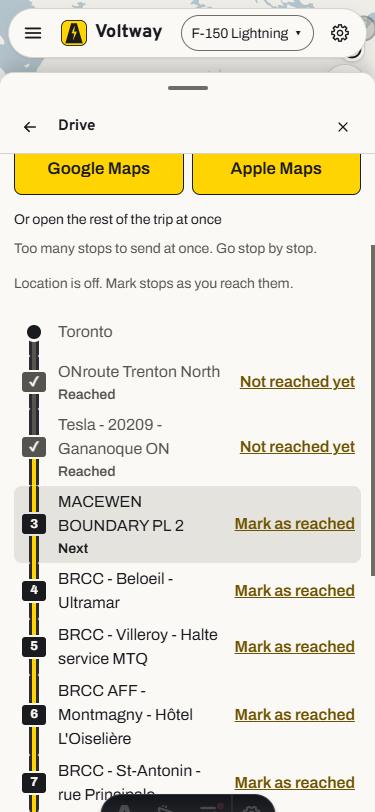 Voltway
F-150 Lightning
Drive
Google Maps
Apple Maps
Or open the rest of the trip at once
Too many stops to send at once. Go stop by stop.
Location is off. Mark stops as you reach them.
Toronto
ONroute Trenton North
Reached
Not reached yet
Tesla - 20209 -
Gananoque ON
Reached
Not reached yet
3
MACEWEN
BOUNDARY PL 2
Next
Mark as reached
4
BRCC - Beloeil -
Ultramar
Mark as reached
5
BRCC - Villeroy - Halte
service MTQ
Mark as reached
6
BRCC AFF -
Montmagny - Hôtel
L'Oiselière
Mark as reached
7
BRCC - St-Antonin -
rue Principale
Mark as reached